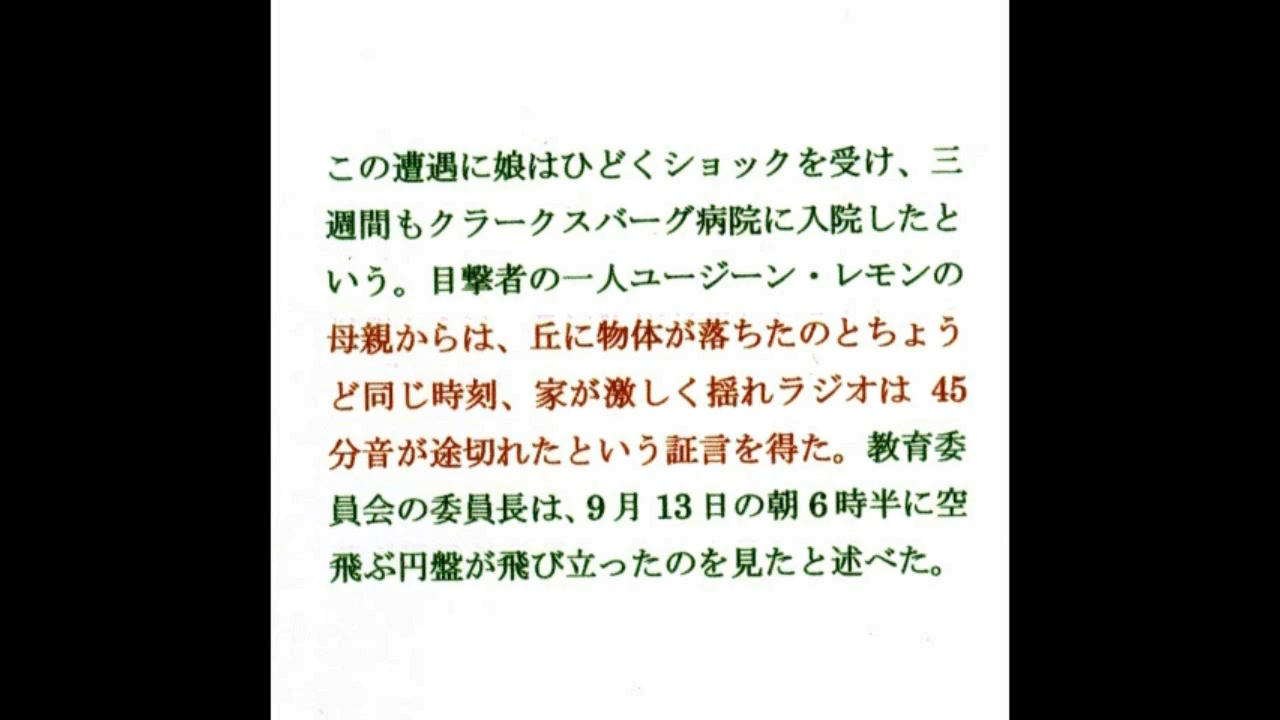 この遭遇に娘はひどくショックを受け、三
週間もクラークスバーグ病院に入院したと
いう。目撃者の一人ユージーン・レモンの
母親からは、丘に物体が落ちたのとちょう
ど同じ時刻、家が激しく揺れラジオは 45
分音が途切れたという証言を得た。教育委
員会の委員長は、9月13日の朝6時半に空
飛ぶ円盤が飛び立ったのを見たと述べた。